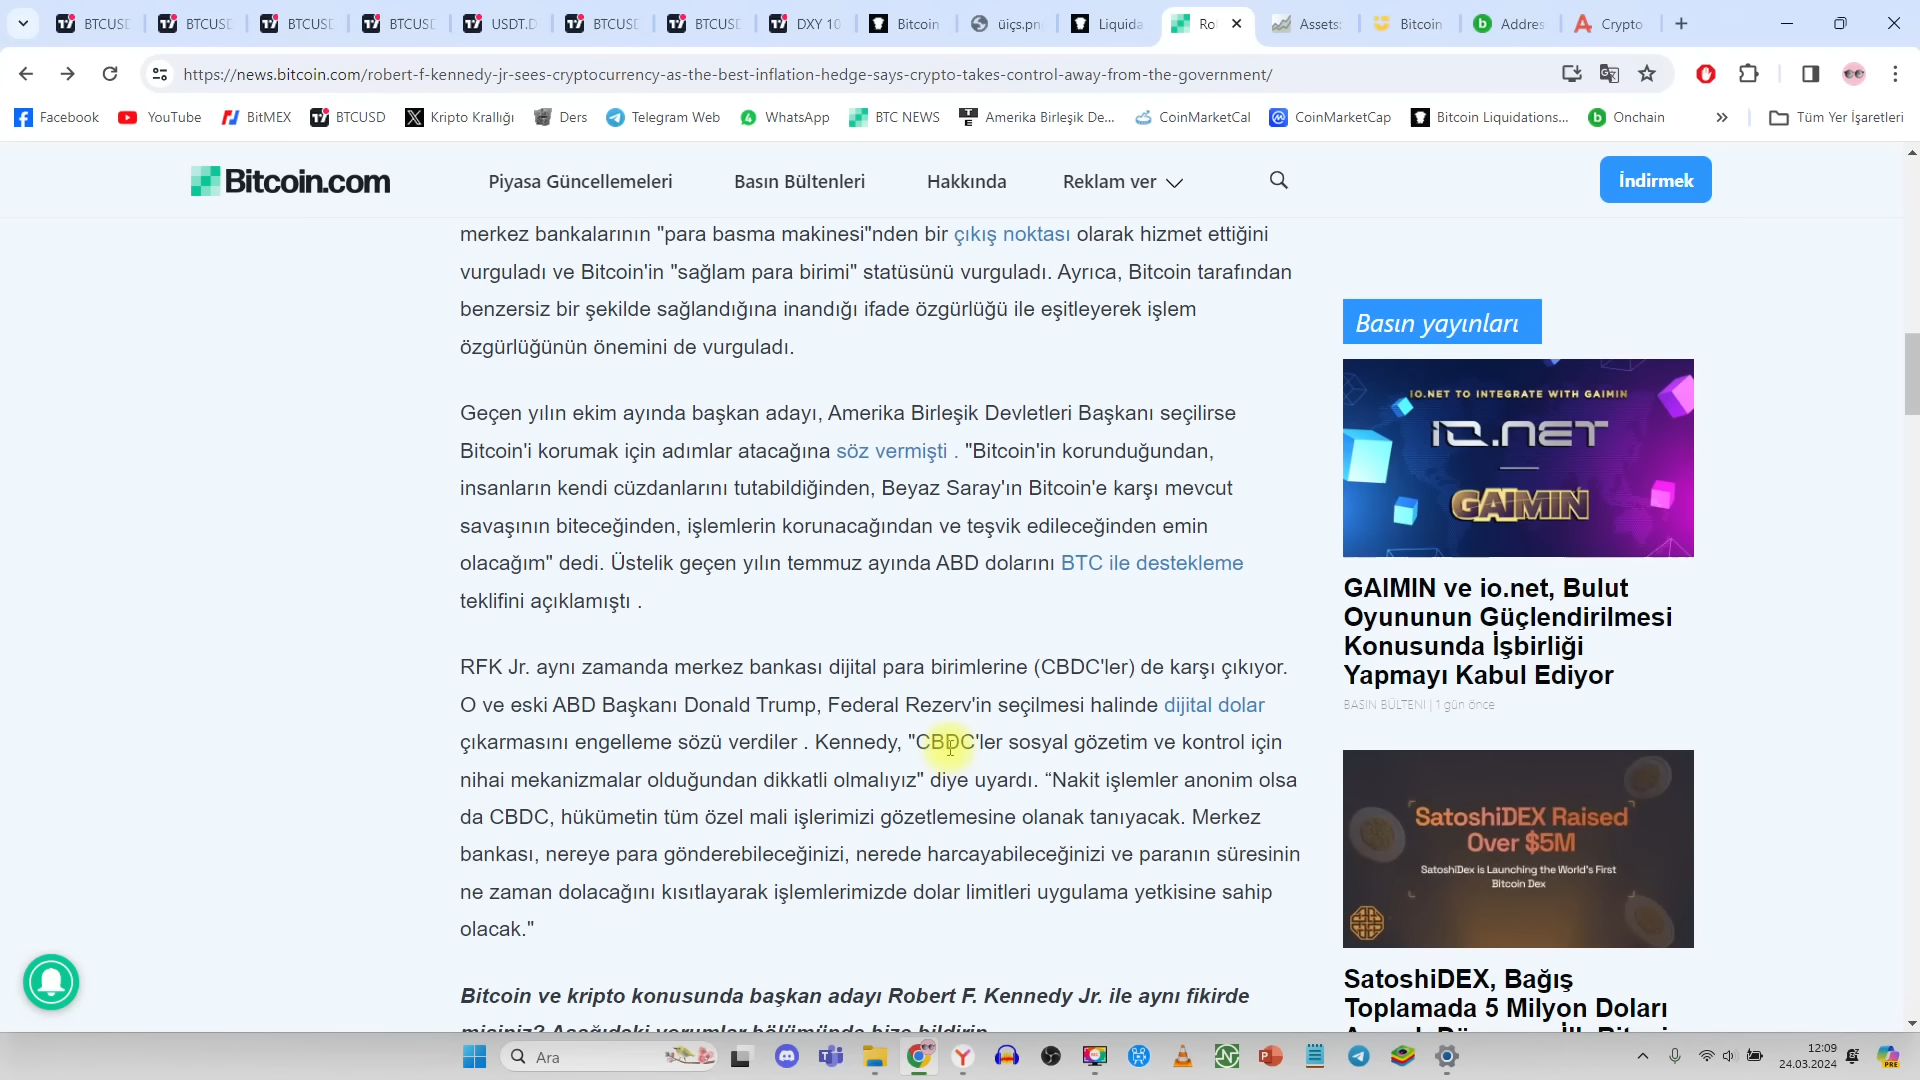 BTCUSD
BTCUSD
BTCUSD
BTCUSD
USDT.D
BTCUSD
BTCUSD
DXY 10
Bitcoin
üiçs.pn
Liquida
Ro
Assets:
Bitcoin
Addres
Crypto
https://news.bitcoin.com/robert-f-kennedy-jr-sees-cryptocurrency-as-the-best-inflation-hedge-says-crypto-takes-control-away-from-the-government/
Facebook
YouTube
BitMEX
BTCUSD
Kripto Krallığı
Ders
Telegram Web
WhatsApp
BTC NEWS
Amerika Birleşik De...
CoinMarketCal
CoinMarketCap
Bitcoin Liquidations...
Onchain
Tüm Yer İşaretleri
Bitcoin.com
Piyasa Güncellemeleri
Basın Bültenleri
Hakkında
Reklam ver
İndirmek
merkez bankalarının "para basma makinesi"nden bir çıkış noktası olarak hizmet ettiğini
vurguladı ve Bitcoin'in "sağlam para birimi" statüsünü vurguladı. Ayrıca, Bitcoin tarafından
benzersiz bir şekilde sağlandığına inandığı ifade özgürlüğü ile eşitleyerek işlem
özgürlüğünün önemini de vurguladı.
Geçen yılın ekim ayında başkan adayı, Amerika Birleşik Devletleri Başkanı seçilirse
Bitcoin'i korumak için adımlar atacağına söz vermişti . "Bitcoin'in korunduğundan,
insanların kendi cüzdanlarını tutabildiğinden, Beyaz Saray'ın Bitcoin'e karşı mevcut
savaşının biteceğinden, işlemlerin korunacağından ve teşvik edileceğinden emin
olacağım" dedi. Üstelik geçen yılın temmuz ayında ABD dolarını BTC ile destekleme
teklifini açıklamıştı .
RFK Jr. aynı zamanda merkez bankası dijital para birimlerine (CBDC'ler) de karşı çıkıyor.
O ve eski ABD Başkanı Donald Trump, Federal Rezerv'in seçilmesi halinde dijital dolar
çıkarmasını engelleme sözü verdiler . Kennedy, "CBDC'ler sosyal gözetim ve kontrol için
nihai mekanizmalar olduğundan dikkatli olmalıyız" diye uyardı. “Nakit işlemler anonim olsa
da CBDC, hükümetin tüm özel mali işlerimizi gözetlemesine olanak tanıyacak. Merkez
bankası, nereye para gönderebileceğinizi, nerede harcayabileceğinizi ve paranın süresinin
ne zaman dolacağını kısıtlayarak işlemlerimizde dolar limitleri uygulama yetkisine sahip
olacak."
Bitcoin ve kripto konusunda başkan adayı Robert F. Kennedy Jr. ile aynı fikirde
misiniz? Aşağıdaki yorumlar bölümünde bize bildirin.
Basın yayınları
IO.NET TO INTEGRATE WITH GAIMIN
IO.NET
GAIMIN
GAIMIN ve io.net, Bulut
Oyununun Güçlendirilmesi
Konusunda İşbirliği
Yapmayı Kabul Ediyor
BASIN BÜLTENI | 1 gün önce
SatoshiDEX Raised
Over $5M
SatoshiDex is Launching the World's First
Bitcoin Dex
SatoshiDEX, Bağış
Toplamada 5 Milyon Doları
Ara
12:09
24.03.2024
PRE